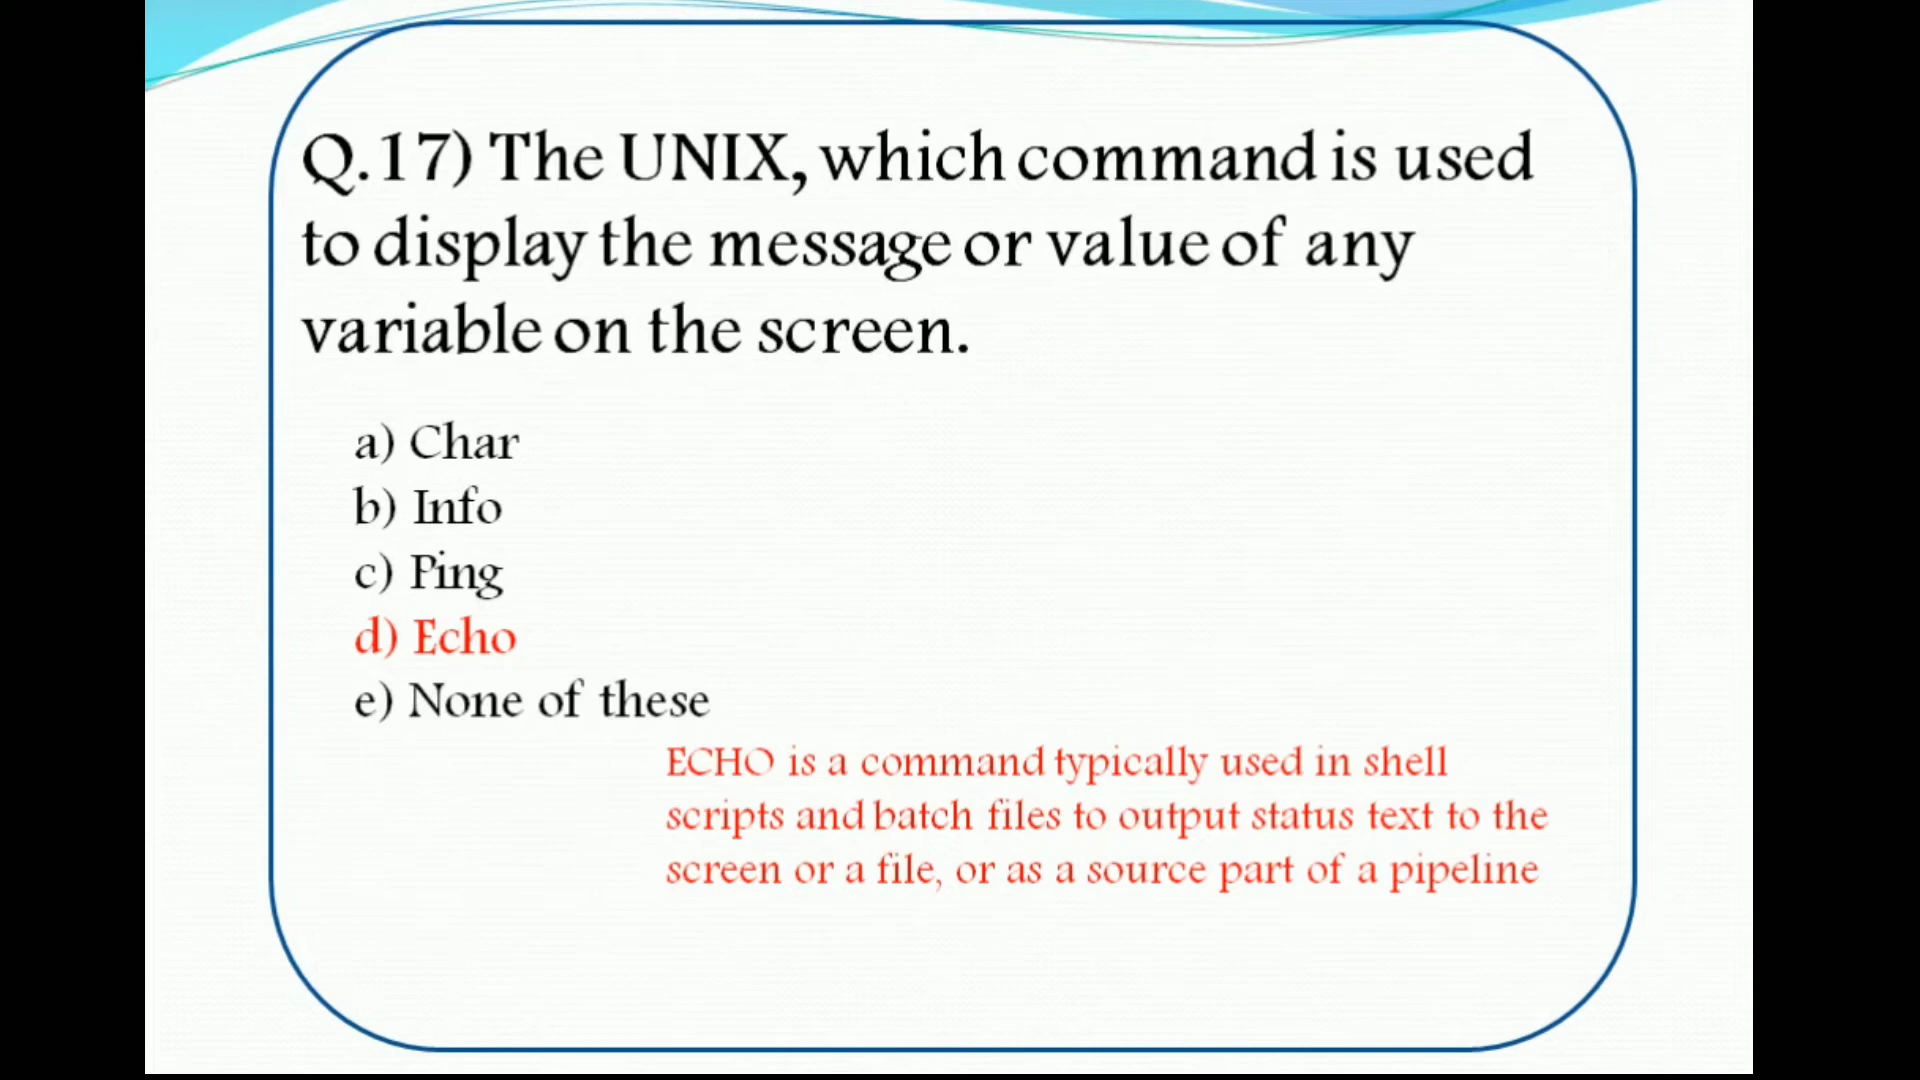 Q.17) The UNIX, which command is used
to display the message or value of any
variable on the screen.
a) Char
b) Info
c) Ping
d) Echo
e) None of these
ECHO is a command typically used in shell
scripts and batch files to output status text to the
screen or a file, or as a source part of a pipeline